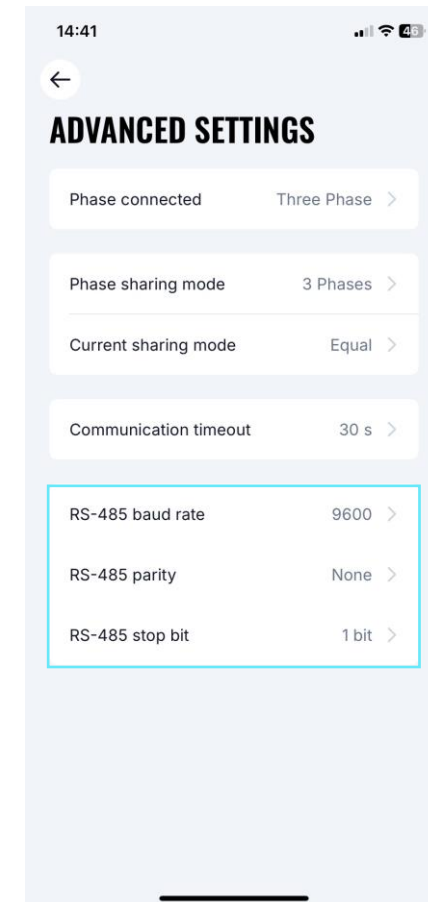 14:41
46
ADVANCED SETTINGS
Phase connected Three Phase
Phase sharing mode 3 Phases
Current sharing mode Equal
Communication timeout 30 s
RS-485 baud rate 9600
RS-485 parity None
RS-485 stop bit 1 bit